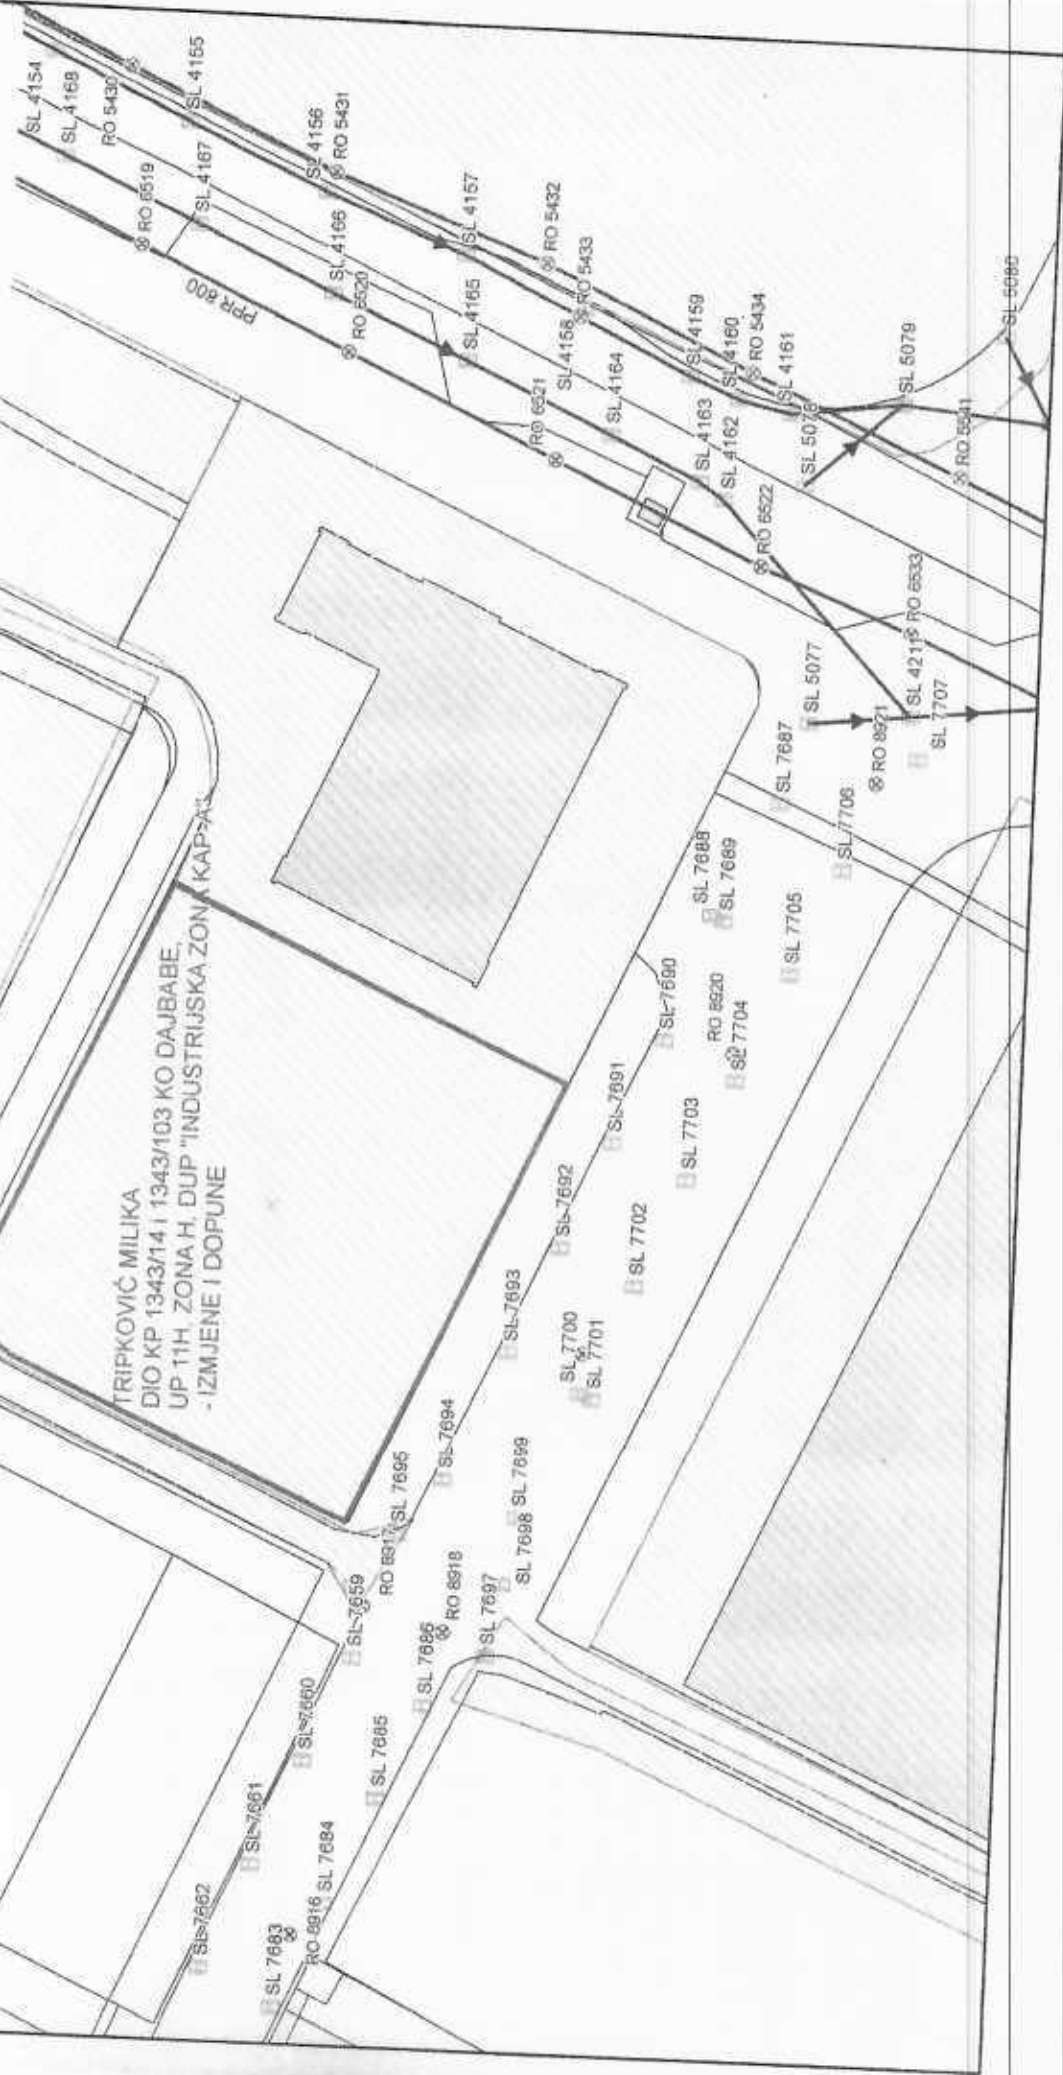 TRIPKOVIĆ MILIKA
DIO KP 1343/14 I 1343/103 KO DAJBABE,
UP 11H, ZONA H, DUP "INDUSTRIJSKA ZONA KAP-A"
- IZMJENE I DOPUNE
SL 4154
SL 4168
RO 5430
SL 4155
RO 6519
SL 4167
SL 4156
RO 5431
PPR 800
SL 4166
RO 6520
SL 4157
SL 4165
RO 5432
RO 5433
SL 4158
RO 6521
SL 4164
SL 4159
SL 4160
RO 5434
SL 4161
SL 4163
SL 4162
SL 5078
SL 5079
SL 5080
RO 5541
RO 6522
RO 6533
SL 4211
SL 5077
SL 7707
RO 8921
SL 7687
SL 7706
SL 7688
SL 7689
SL 7705
SL 7690
RO 8920
SL 7704
SL 7691
SL 7703
SL 7692
SL 7702
SL 7693
SL 7700
SL 7701
SL 7694
SL 7695
SL 7699
SL 7698
RO 8917
RO 8918
SL 7697
SL 7659
SL 7686
SL 7660
SL 7685
SL 7661
SL 7684
SL 7662
SL 7683
RO 8916